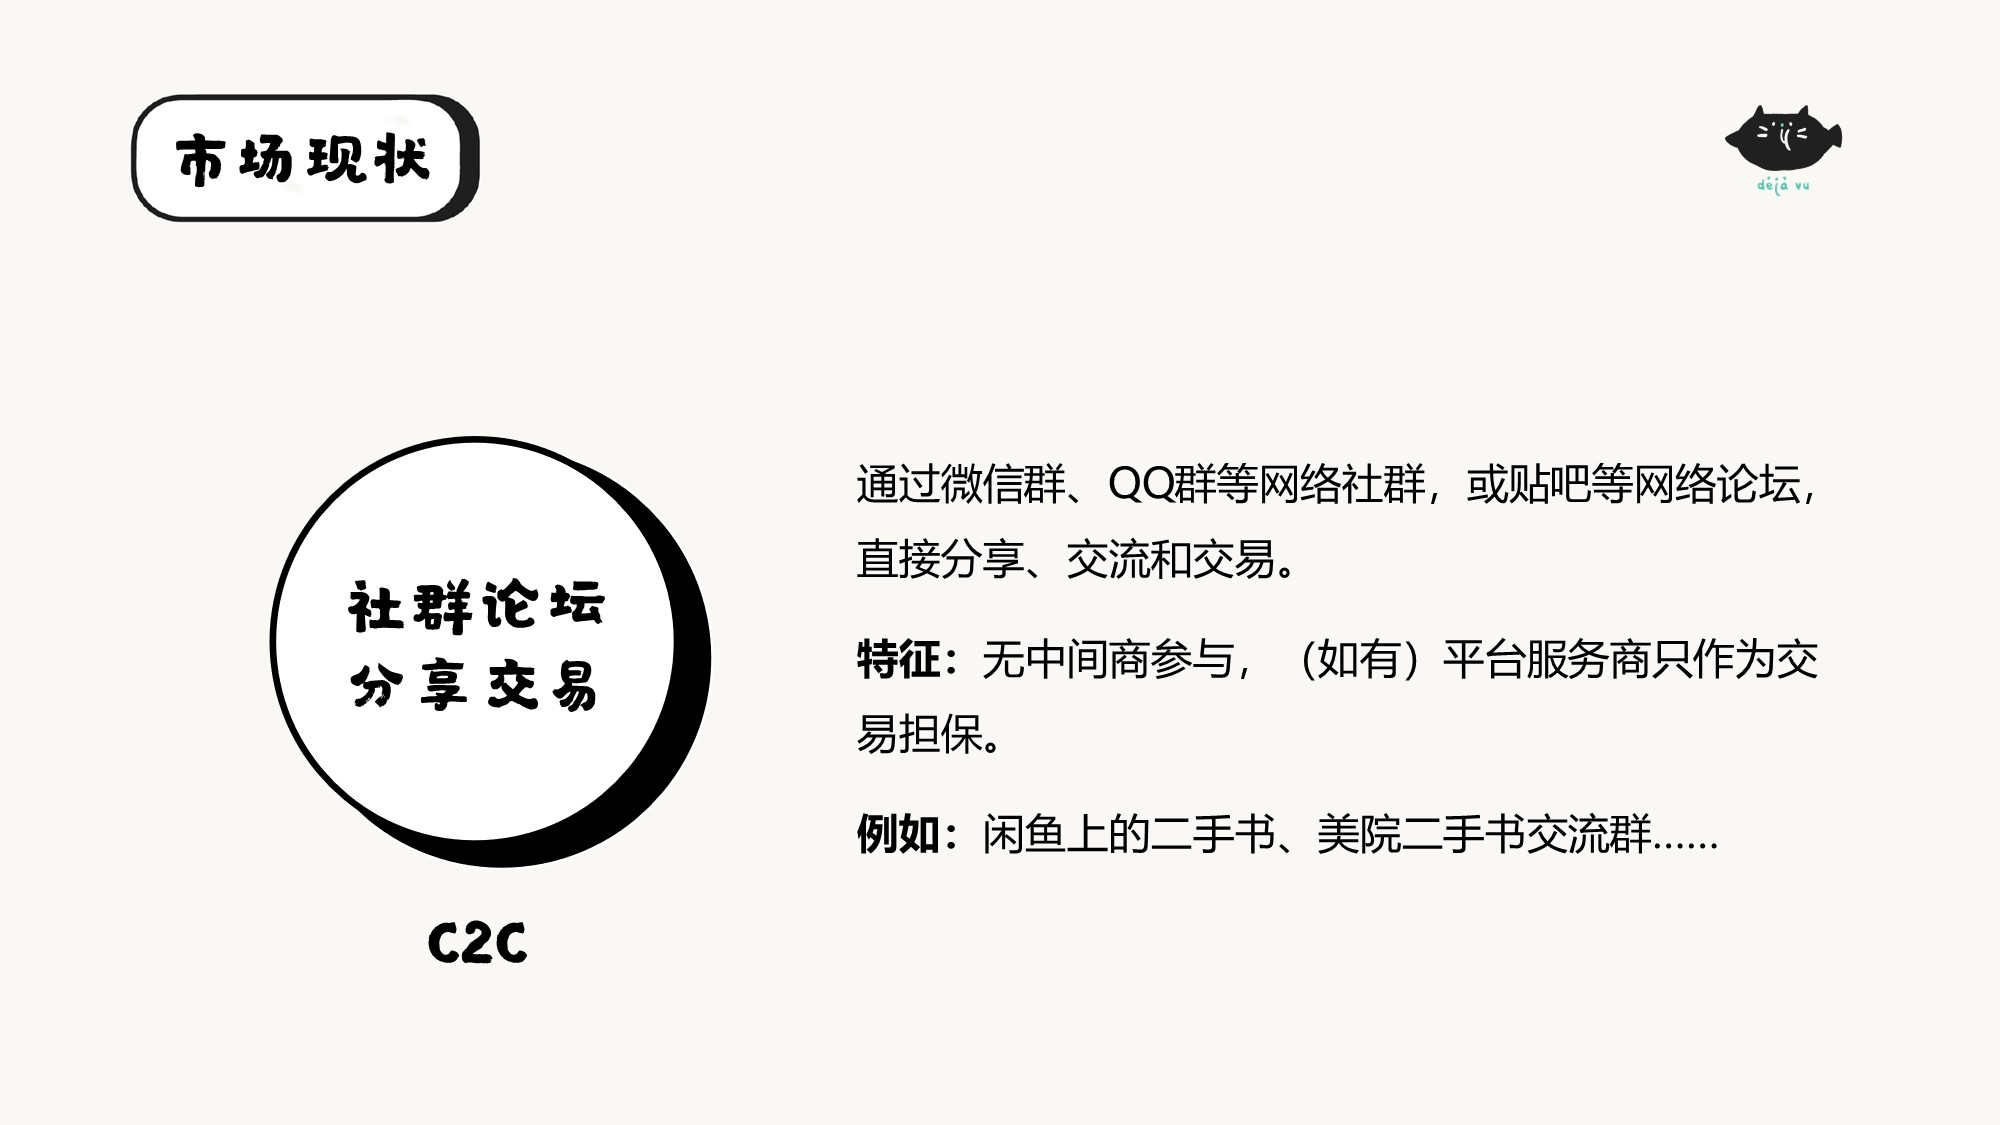 市场现状
déjà vu
社群论坛
分享交易
C2C
通过微信群、QQ群等网络社群，或贴吧等网络论坛，
直接分享、交流和交易。
特征：无中间商参与，（如有）平台服务商只作为交
易担保。
例如：闲鱼上的二手书、美院二手书交流群......